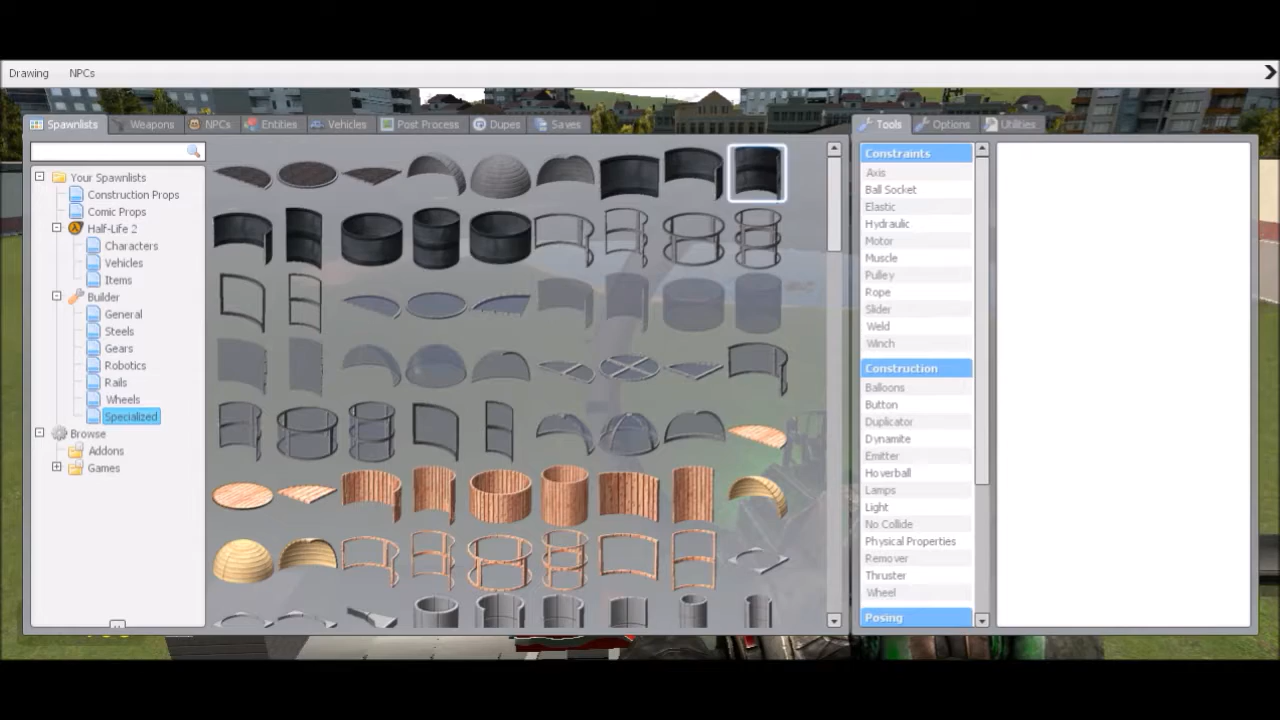 Drawing NPCs
Spawnlists Weapons NPCs Entities Vehicles Post Process Dupes Saves
Tools Options Utilities
Your Spawnlists
Construction Props
Comic Props
Half-Life 2
Characters
Vehicles
Items
Builder
General
Steels
Gears
Robotics
Rails
Wheels
Specialized
Browse
Addons
Games
Constraints
Axis
Ball Socket
Elastic
Hydraulic
Motor
Muscle
Pulley
Rope
Slider
Weld
Winch
Construction
Balloons
Button
Duplicator
Dynamite
Emitter
Hoverball
Lamps
Light
No Collide
Physical Properties
Remover
Thruster
Wheel
Posing